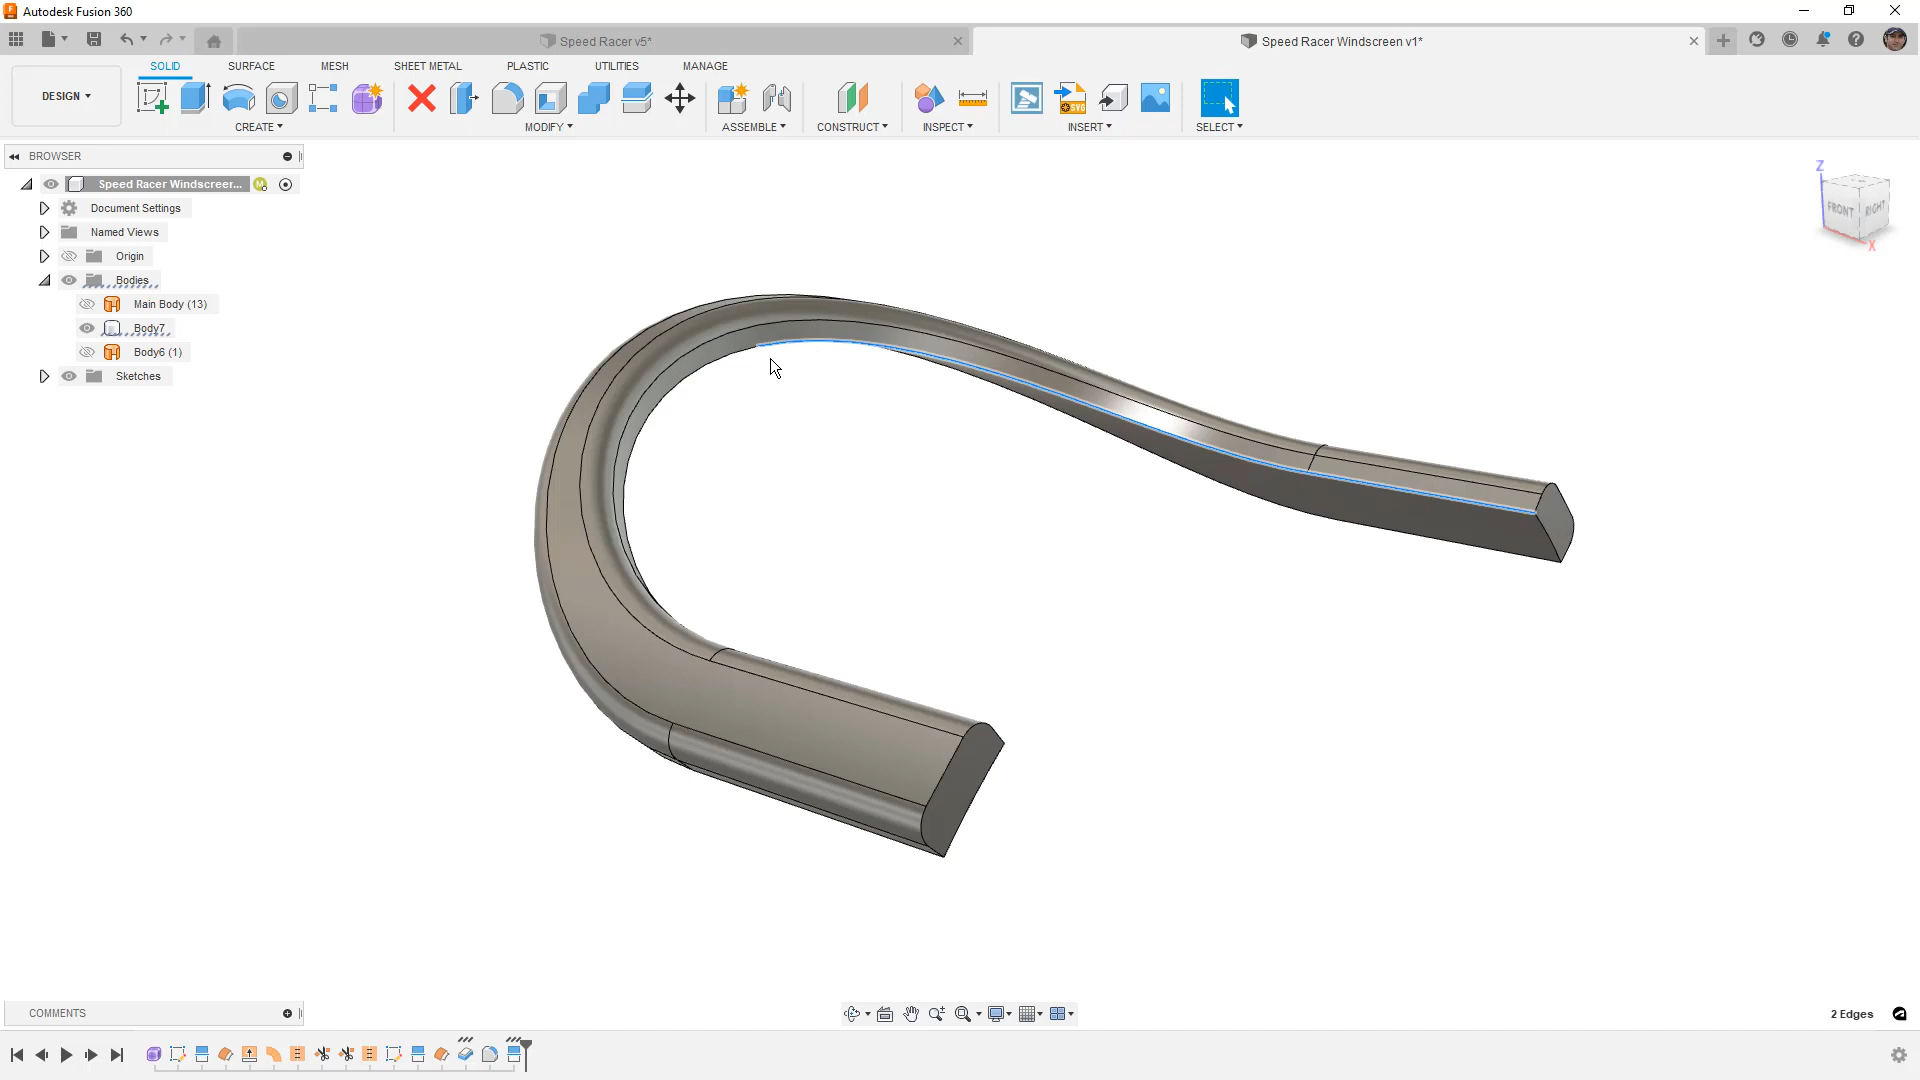 Autodesk Fusion 360
Speed Racer v5*
Speed Racer Windscreen v1*
DESIGN
SOLID SURFACE MESH SHEET METAL PLASTIC UTILITIES MANAGE
CREATE MODIFY ASSEMBLE CONSTRUCT INSPECT INSERT SELECT
SVG
BROWSER
Speed Racer Windscreer...
Document Settings
Named Views
Origin
Bodies
Main Body (13)
Body7
Body6 (1)
Sketches
Z
FRONT
RIGHT
X
COMMENTS
2 Edges